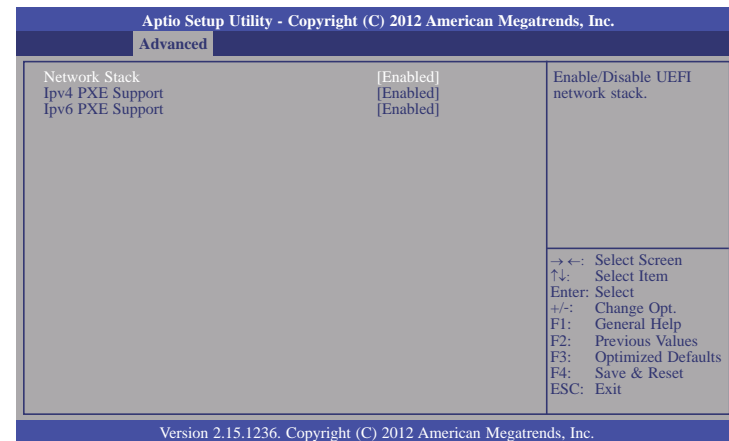 Aptio Setup Utility - Copyright (C) 2012 American Megatrends, Inc.
Advanced
Network Stack [Enabled]
Ipv4 PXE Support [Enabled]
Ipv6 PXE Support [Enabled]
Enable/Disable UEFI
network stack.
→←: Select Screen
↑↓: Select Item
Enter: Select
+/-: Change Opt.
F1: General Help
F2: Previous Values
F3: Optimized Defaults
F4: Save & Reset
ESC: Exit
Version 2.15.1236. Copyright (C) 2012 American Megatrends, Inc.